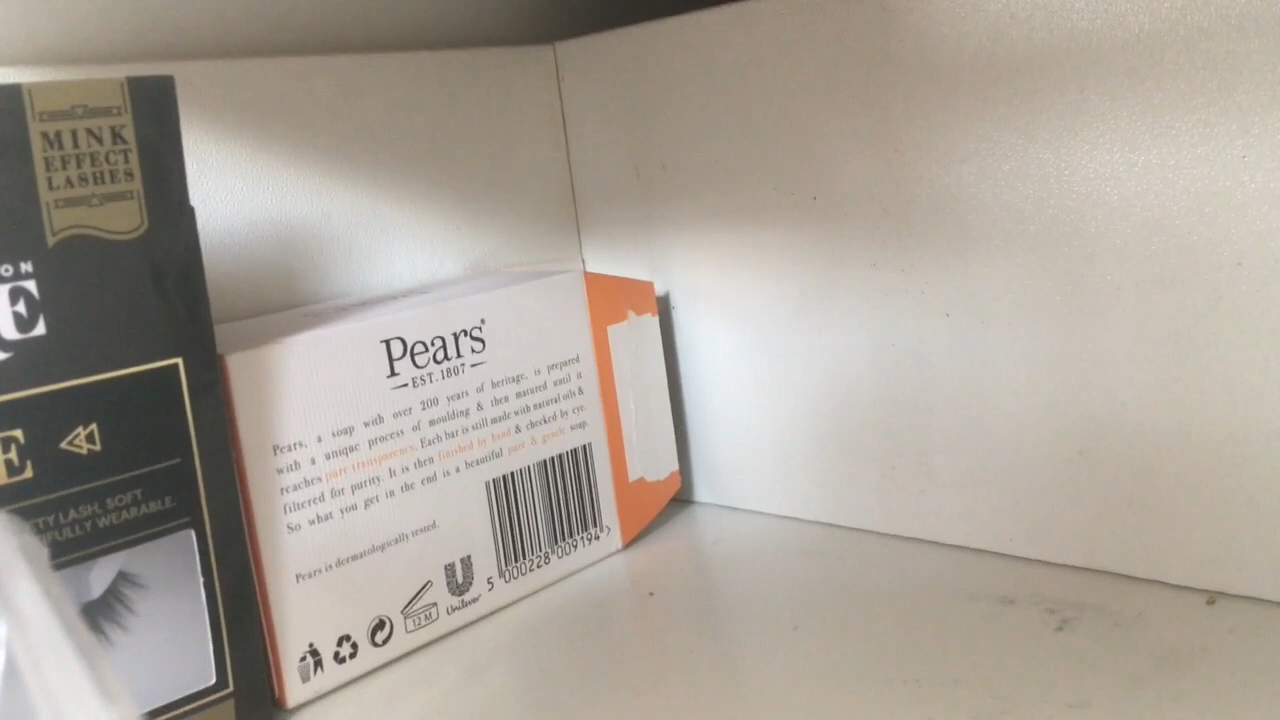 MINK
EFFECT
LASHES
ON
E
E
ETY LASH, SOFT
FULLY WEARABLE.
Pears®
EST. 1807
Pears, a soap with over 200 years of heritage, is prepared
with a unique process of moulding & then matured until it
reaches pure transparency. Each bar is still made with natural oils &
filtered for purity. It is then finished by hand & checked by eye.
So what you get in the end is a beautiful pure & gentle soap.
Pears is dermatologically tested.
12 M
Unilever
5 000228 009194 >